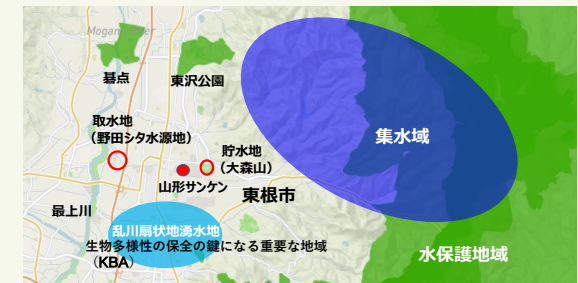 Mogami River
碁点
東沢公園
取水地
（野田シタ水源地）
貯水地
（大森山）
集水域
山形サンケン
東根市
最上川
乱川扇状地湧水地
生物多様性の保全の鍵になる重要な地域
（KBA）
水保護地域